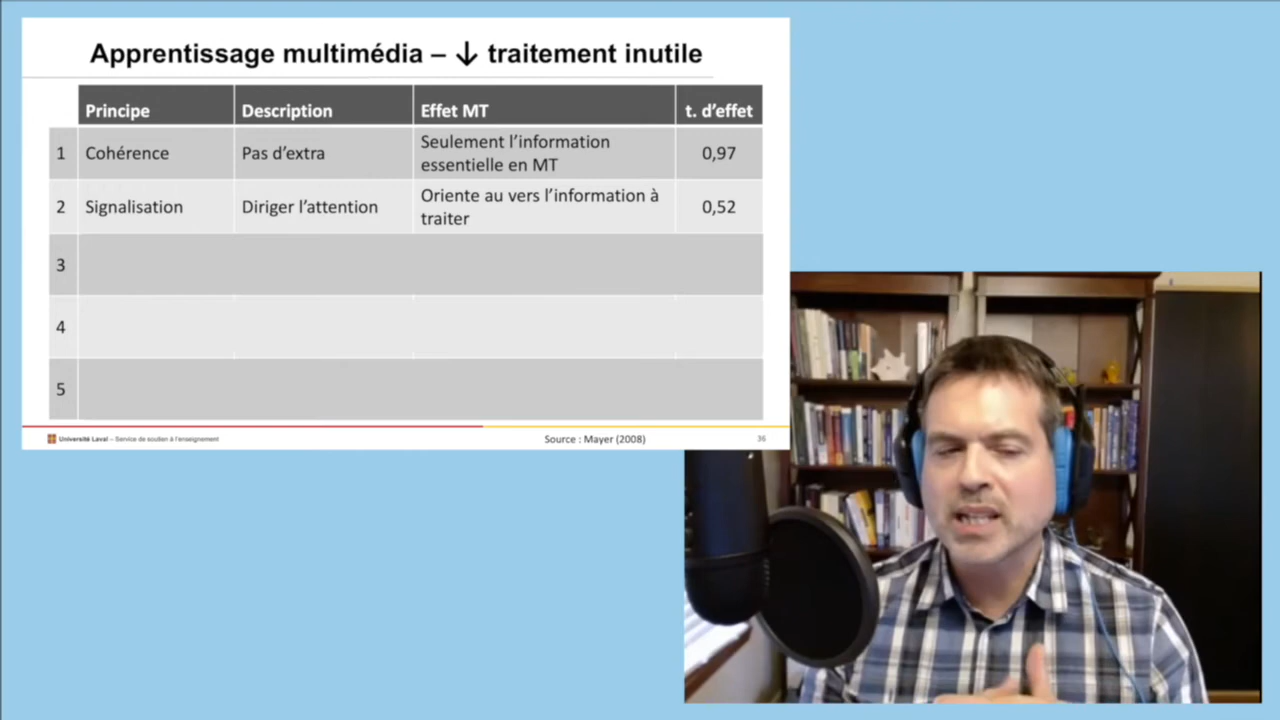 Apprentissage multimédia – ↓ traitement inutile
Principe Description Effet MT t. d’effet
1 Cohérence Pas d’extra Seulement l’information essentielle en MT 0,97
2 Signalisation Diriger l’attention Oriente au vers l’information à traiter 0,52
3
4
5
Université Laval – Service de soutien à l’enseignement Source : Mayer (2008) 36